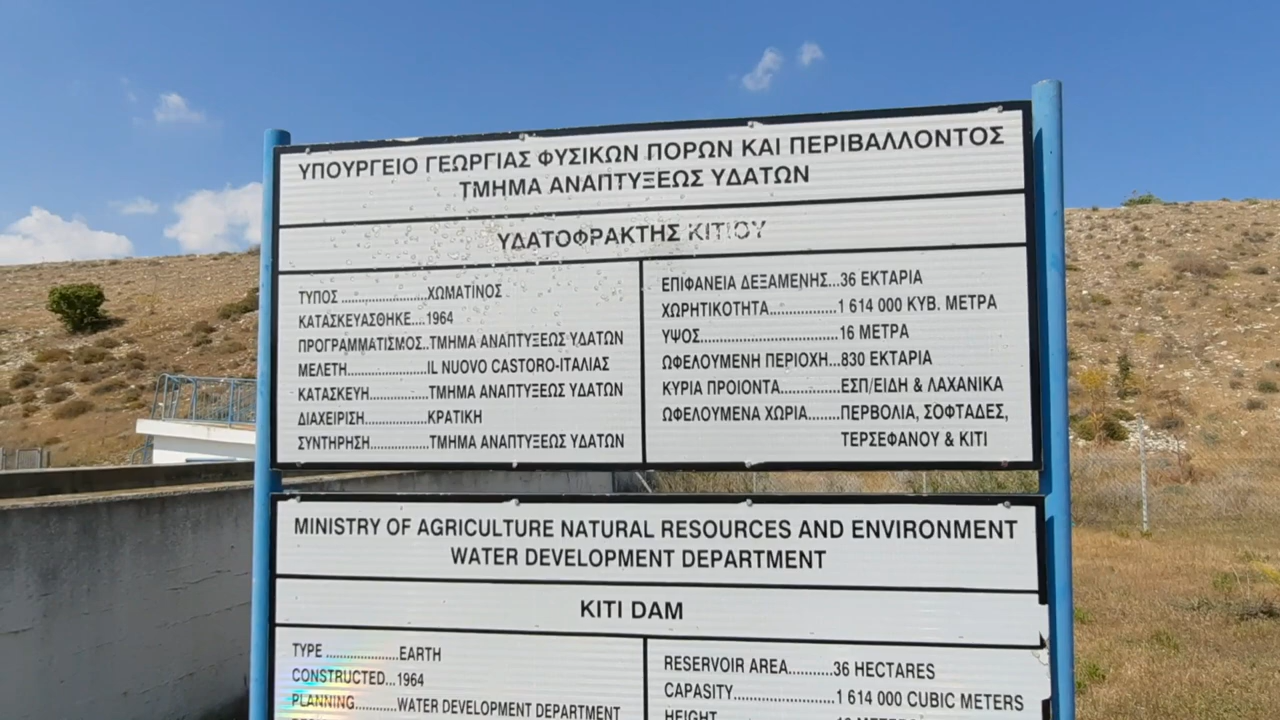 ΥΠΟΥΡΓΕΙΟ ΓΕΩΡΓΙΑΣ ΦΥΣΙΚΩΝ ΠΟΡΩΝ ΚΑΙ ΠΕΡΙΒΑΛΛΟΝΤΟΣ
ΤΜΗΜΑ ΑΝΑΠΤΥΞΕΩΣ ΥΔΑΤΩΝ
ΥΔΑΤΟΦΡΑΚΤΗΣ ΚΙΤΙΟΥ
ΤΥΠΟΣ ......................ΧΩΜΑΤΙΝΟΣ
ΚΑΤΑΣΚΕΥΑΣΘΗΚΕ....1964
ΠΡΟΓΡΑΜΜΑΤΙΣΜΟΣ..ΤΜΗΜΑ ΑΝΑΠΤΥΞΕΩΣ ΥΔΑΤΩΝ
ΜΕΛΕΤΗ.....................IL NUOVO CASTORO-ΙΤΑΛΙΑΣ
ΚΑΤΑΣΚΕΥΗ...............ΤΜΗΜΑ ΑΝΑΠΤΥΞΕΩΣ ΥΔΑΤΩΝ
ΔΙΑΧΕΙΡΙΣΗ................ΚΡΑΤΙΚΗ
ΣΥΝΤΗΡΗΣΗ...............ΤΜΗΜΑ ΑΝΑΠΤΥΞΕΩΣ ΥΔΑΤΩΝ
ΕΠΙΦΑΝΕΙΑ ΔΕΞΑΜΕΝΗΣ...36 ΕΚΤΑΡΙΑ
ΧΩΡΗΤΙΚΟΤΗΤΑ.................1 614 000 ΚΥΒ. ΜΕΤΡΑ
ΥΨΟΣ...................................16 ΜΕΤΡΑ
ΩΦΕΛΟΥΜΕΝΗ ΠΕΡΙΟΧΗ...830 ΕΚΤΑΡΙΑ
ΚΥΡΙΑ ΠΡΟΙΟΝΤΑ...............ΕΣΠ/ΕΙΔΗ & ΛΑΧΑΝΙΚΑ
ΩΦΕΛΟΥΜΕΝΑ ΧΩΡΙΑ........ΠΕΡΒΟΛΙΑ, ΣΟΦΤΑΔΕΣ,
ΤΕΡΣΕΦΑΝΟΥ & ΚΙΤΙ
MINISTRY OF AGRICULTURE NATURAL RESOURCES AND ENVIRONMENT
WATER DEVELOPMENT DEPARTMENT
KITI DAM
TYPE ....................EARTH
CONSTRUCTED...1964
PLANNING..........WATER DEVELOPMENT DEPARTMENT
RESERVOIR AREA..........36 HECTARES
CAPACITY.......................1 614 000 CUBIC METERS
HEIGHT